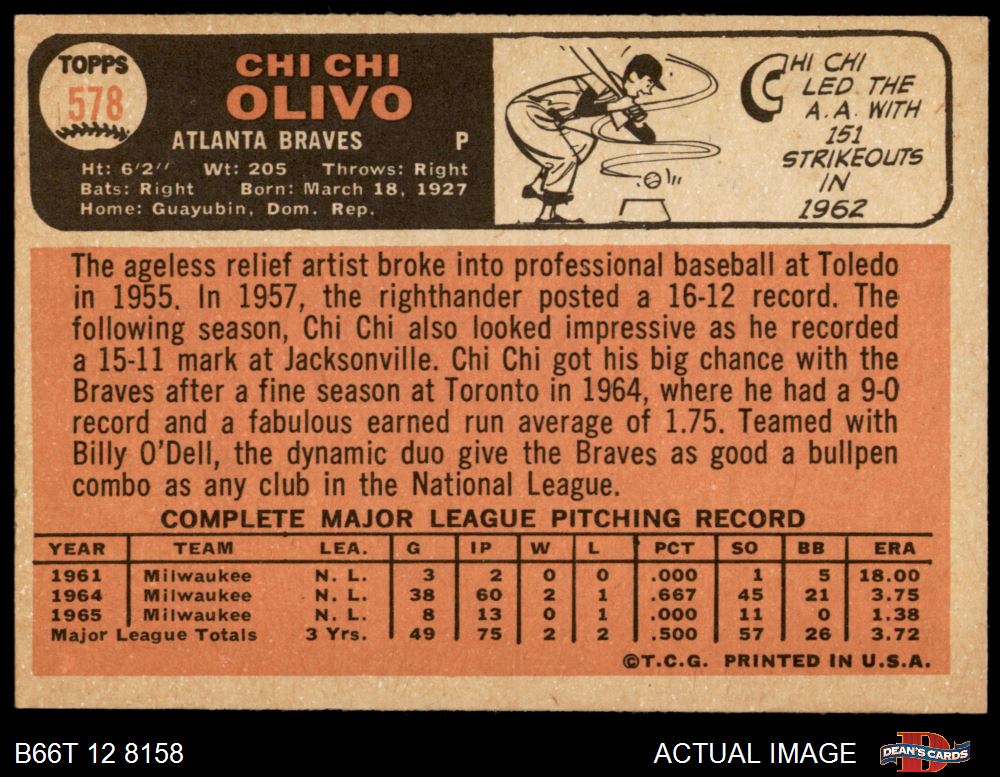 TOPPS
578
CHI CHI
OLIVO
ATLANTA BRAVES P
Ht: 6'2" Wt: 205 Throws: Right
Bats: Right Born: March 18, 1927
Home: Guayubin, Dom. Rep.
CHI CHI
LED THE
A.A. WITH
151
STRIKEOUTS
IN
1962
The ageless relief artist broke into professional baseball at Toledo
in 1955. In 1957, the righthander posted a 16-12 record. The
following season, Chi Chi also looked impressive as he recorded
a 15-11 mark at Jacksonville. Chi Chi got his big chance with the
Braves after a fine season at Toronto in 1964, where he had a 9-0
record and a fabulous earned run average of 1.75. Teamed with
Billy O'Dell, the dynamic duo give the Braves as good a bullpen
combo as any club in the National League.
COMPLETE MAJOR LEAGUE PITCHING RECORD
YEAR TEAM LEA. G IP W L PCT SO BB ERA
1961 Milwaukee N. L. 3 2 0 0 .000 1 5 18.00
1964 Milwaukee N. L. 38 60 2 1 .667 45 21 3.75
1965 Milwaukee N. L. 8 13 0 1 .000 11 0 1.38
Major League Totals 3 Yrs. 49 75 2 2 .500 57 26 3.72
©T.C.G. PRINTED IN U.S.A.
B66T 12 8158 ACTUAL IMAGE
DEAN'S CARDS